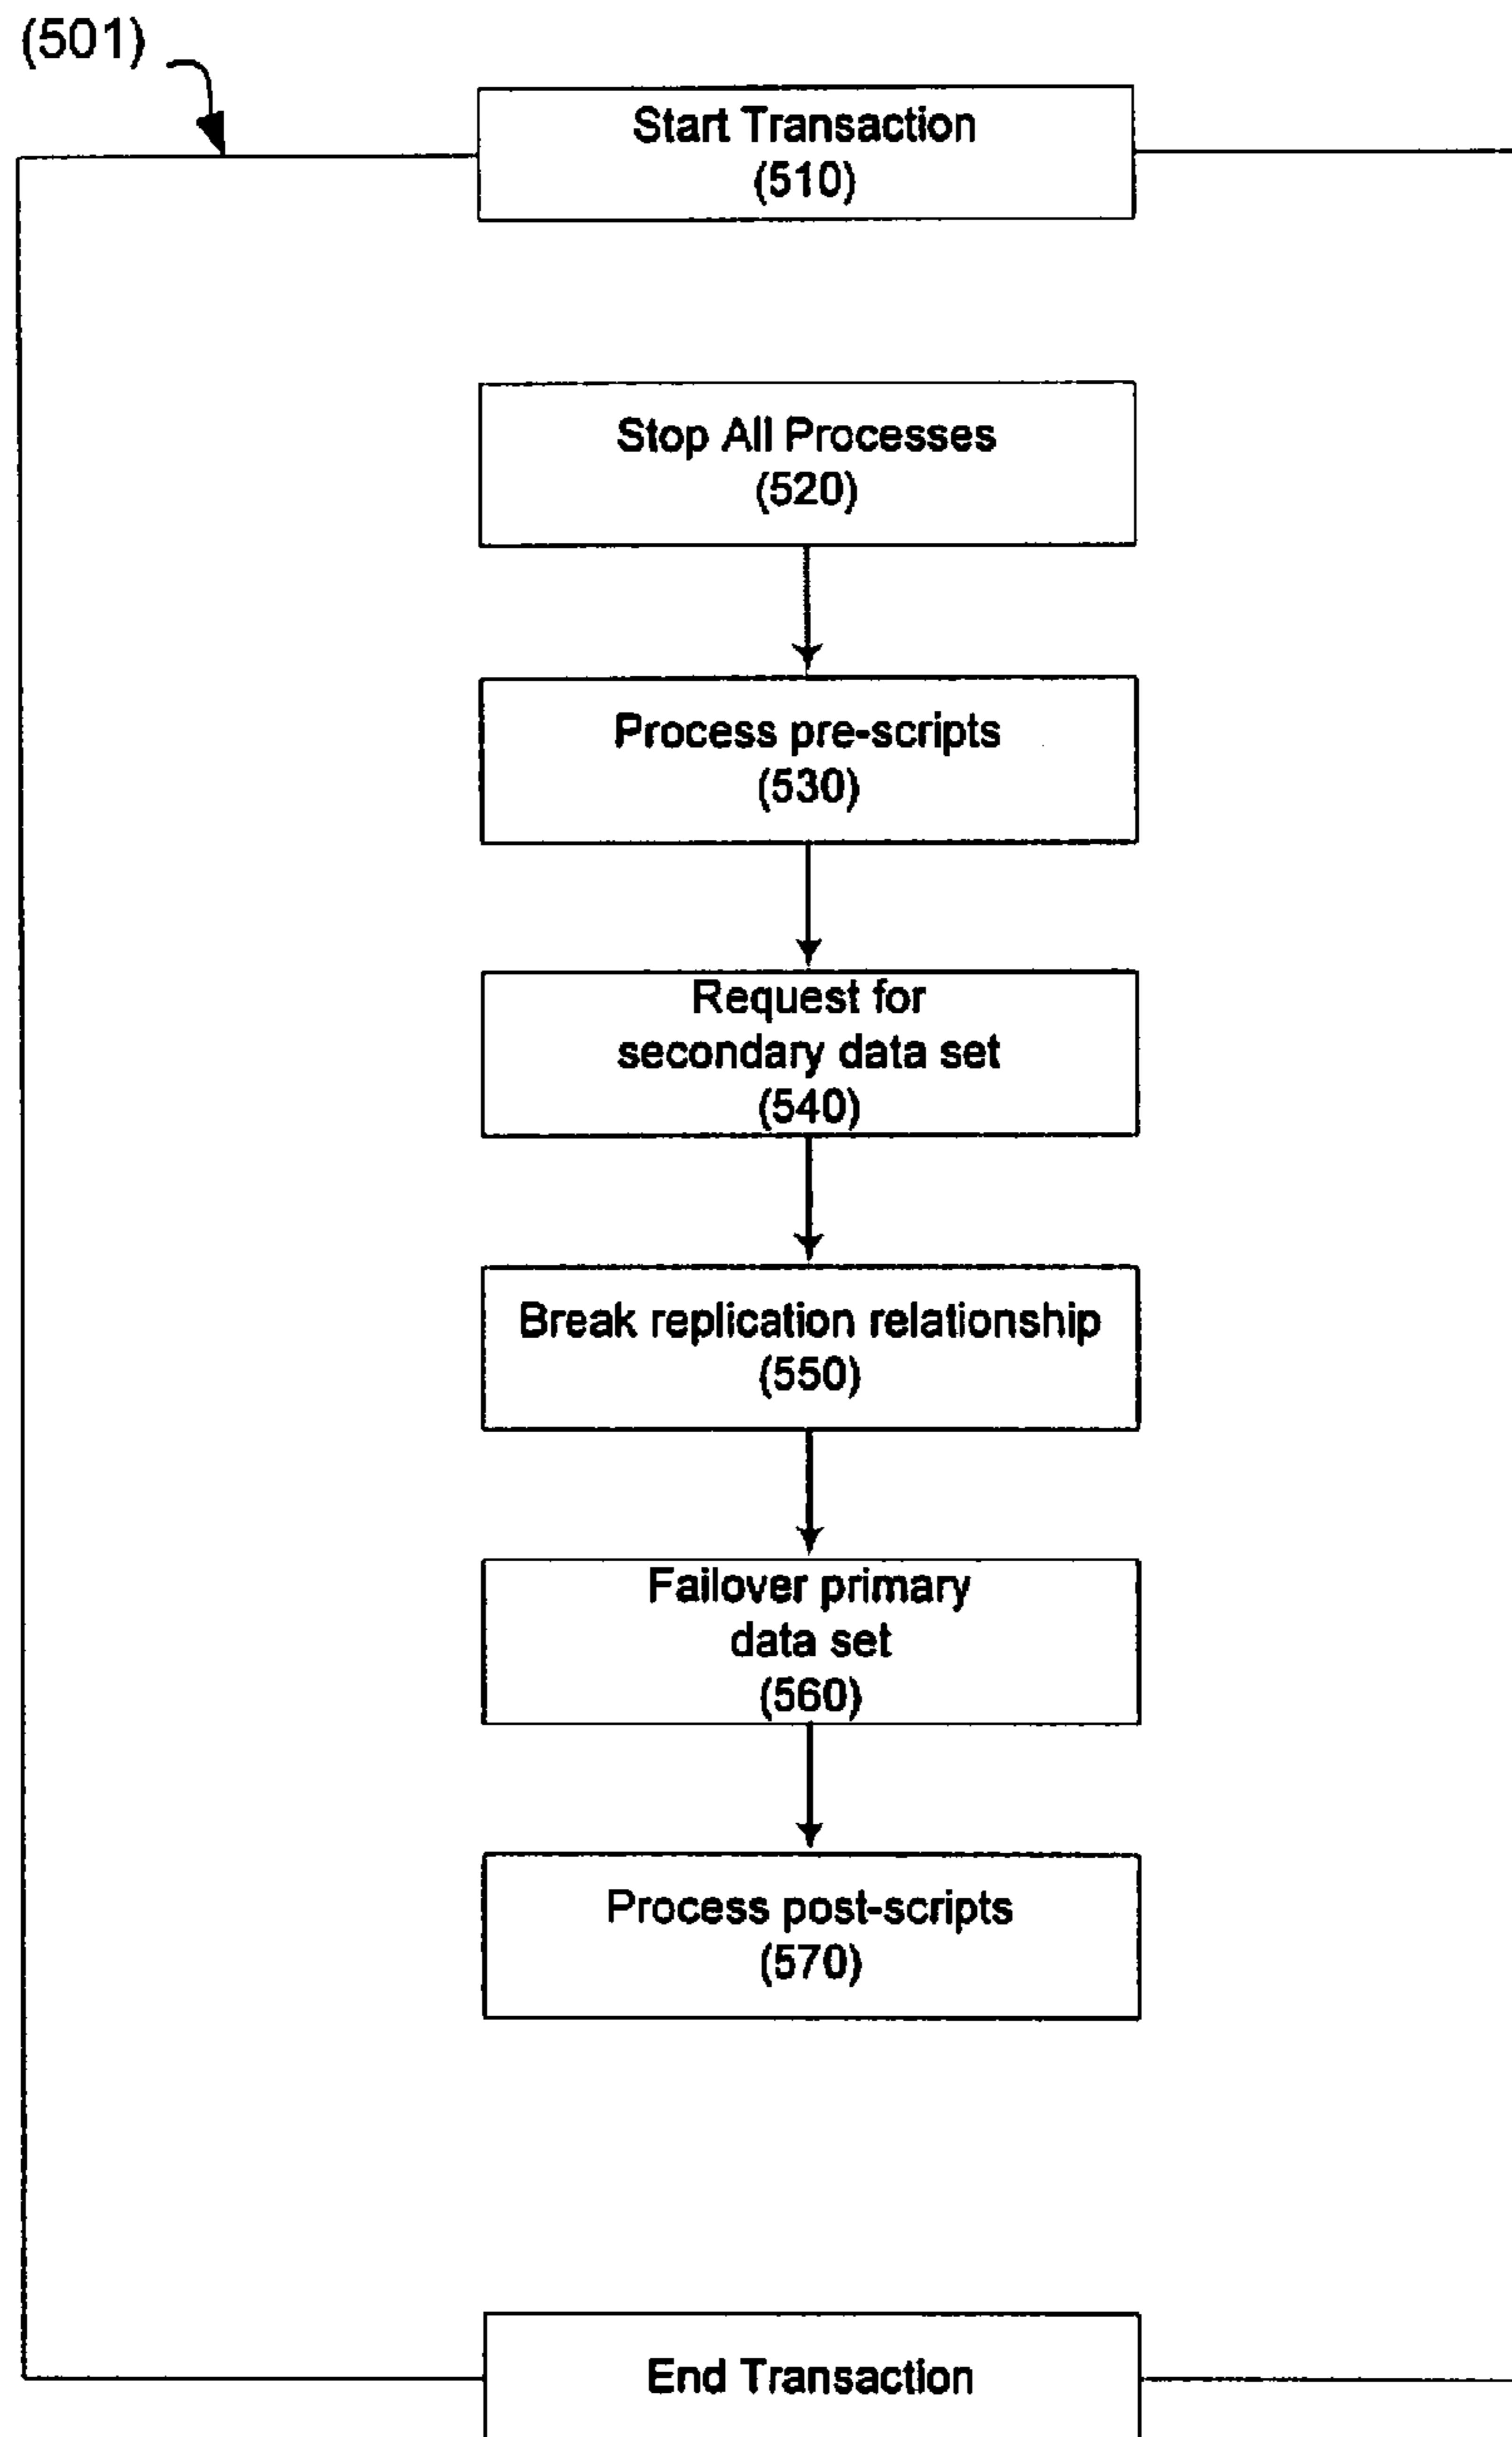 (501)
Start Transaction
(510)
Stop All Processes
(520)
Process pre-scripts
(530)
Request for
secondary data set
(540)
Break replication relationship
(550)
Failover primary
data set
(560)
Process post-scripts
(570)
End Transaction